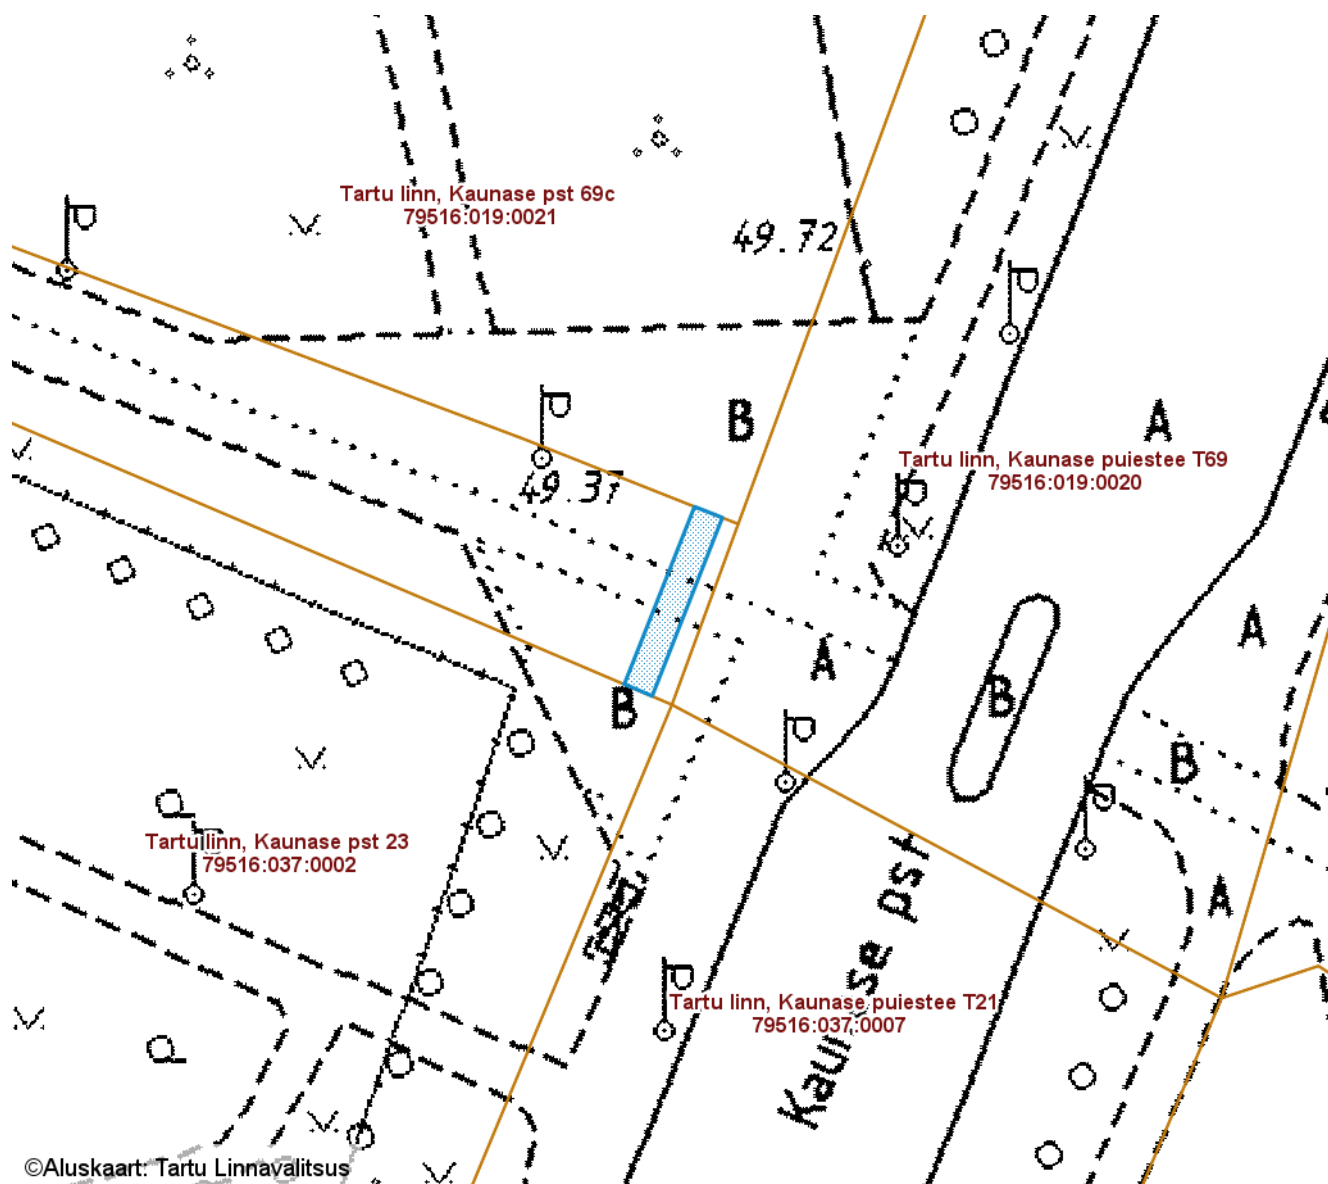 Tartu linn, Kaunase pst 69c
79516:019:0021
49.72
B
A
Tartu linn, Kaunase puiestee T69
79516:019:0020
49.37
A
A
B
B
B
Tartu linn, Kaunase pst 23
79516:037:0002
A
Kaunase pst
Tartu linn, Kaunase puiestee T21
79516:037:0007
©Aluskaart: Tartu Linnavalitsus